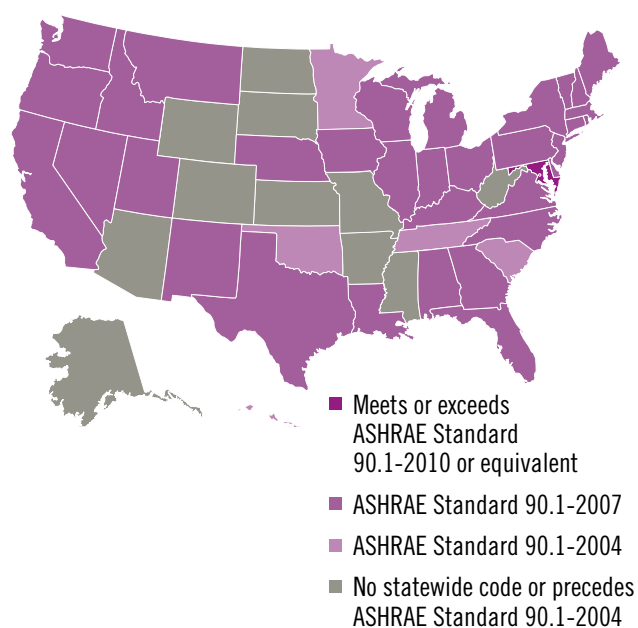 Meets or exceeds
ASHRAE Standard
90.1-2010 or equivalent
ASHRAE Standard 90.1-2007
ASHRAE Standard 90.1-2004
No statewide code or precedes
ASHRAE Standard 90.1-2004